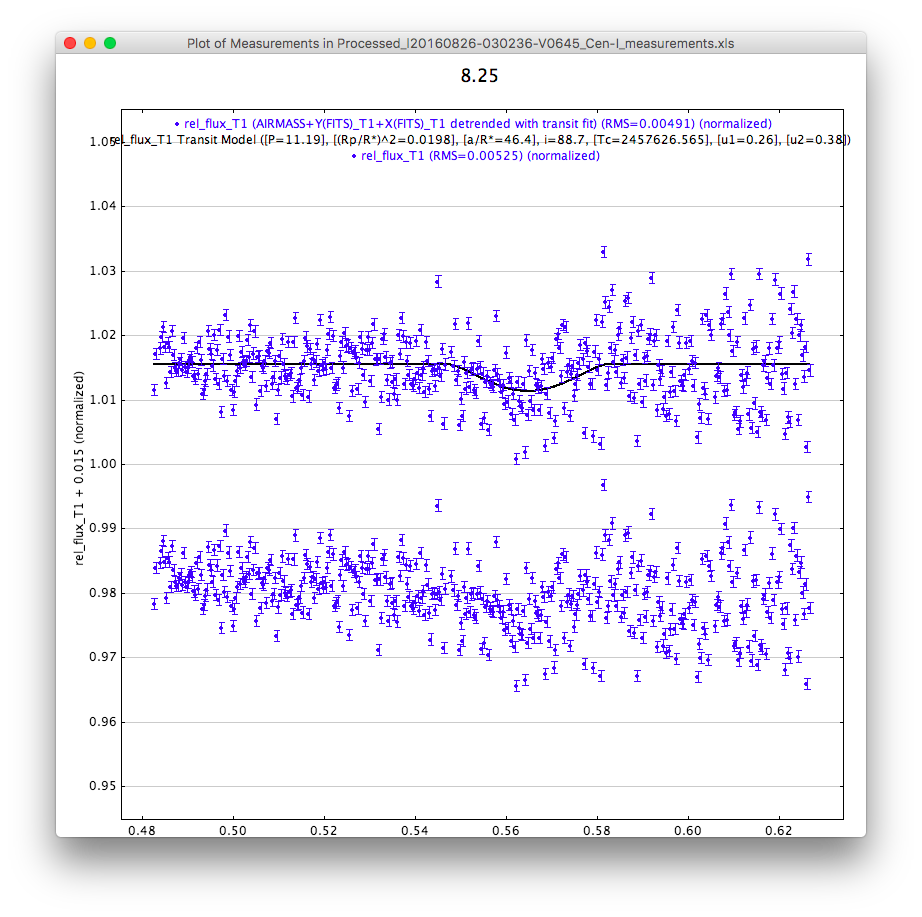 Plot of Measurements in Processed_I20160826-030236-V0645_Cen-I_measurements.xls
8.25
rel_flux_T1 (AIRMASS+Y(FITS)_T1+X(FITS)_T1 detrended with transit fit) (RMS=0.00491) (normalized)
rel_flux_T1 Transit Model ([P=11.19], [(Rp/R*)^2=0.0198], [a/R*=46.4], i=88.7, [Tc=2457626.565], [u1=0.26], [u2=0.38])
rel_flux_T1 (RMS=0.00525) (normalized)
1.05
1.04
1.03
1.02
1.01
1.00
0.99
0.98
0.97
0.96
0.95
rel_flux_T1 + 0.015 (normalized)
0.48 0.50 0.52 0.54 0.56 0.58 0.60 0.62